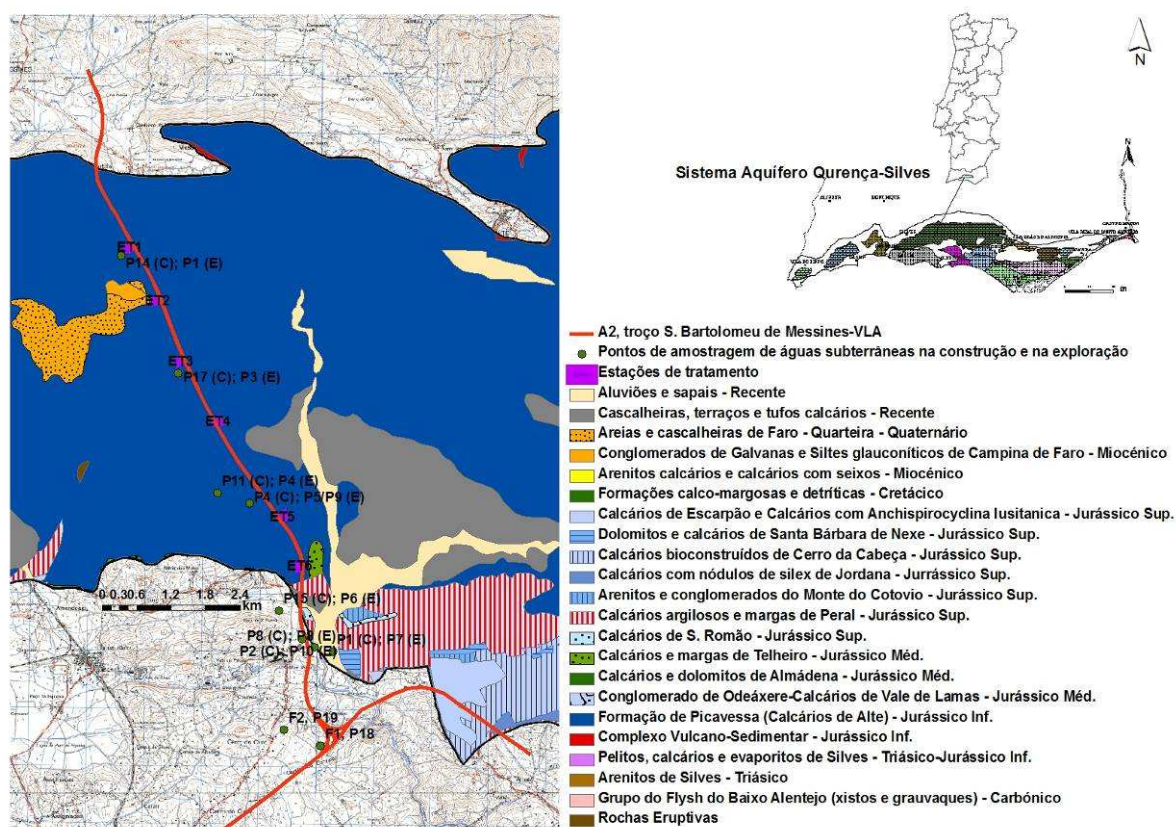 ET1
P14 (C); P1 (E)
ET2
ET3
P17 (C); P3 (E)
ET4
P11 (C); P4 (E)
P4 (C); P5/P9 (E)
ET5
ET6
0 0.3 0.6 1.2 1.8 2.4
km
P15 (C); P6 (E)
P8 (C); P8 (E) P1 (C); P7 (E)
P2 (C); P10 (E)
F2, P19
F1, P18
N
Sistema Aquífero Qurença-Silves
A2, troço S. Bartolomeu de Messines-VLA
Pontos de amostragem de águas subterrâneas na construção e na exploração
Estações de tratamento
Aluviões e sapais - Recente
Cascalheiras, terraços e tufos calcários - Recente
Areias e cascalheiras de Faro - Quarteira - Quaternário
Conglomerados de Galvanas e Siltes glauconíticos de Campina de Faro - Miocénico
Arenitos calcários e calcários com seixos - Miocénico
Formações calco-margosas e detríticas - Cretácico
Calcários de Escarpão e Calcários com Anchispirocyclina lusitanica - Jurássico Sup.
Dolomitos e calcários de Santa Bárbara de Nexe - Jurássico Sup.
Calcários bioconstruídos de Cerro da Cabeça - Jurássico Sup.
Calcários com nódulos de silex de Jordana - Jurrássico Sup.
Arenitos e conglomerados do Monte do Cotovio - Jurássico Sup.
Calcários argilosos e margas de Peral - Jurássico Sup.
Calcários de S. Romão - Jurássico Sup.
Calcários e margas de Telheiro - Jurássico Méd.
Calcários e dolomitos de Almádena - Jurássico Méd.
Conglomerado de Odeáxere-Calcários de Vale de Lamas - Jurássico Méd.
Formação de Picavessa (Calcários de Alte) - Jurássico Inf.
Complexo Vulcano-Sedimentar - Jurássico Inf.
Pelitos, calcários e evaporitos de Silves - Triásico-Jurássico Inf.
Arenitos de Silves - Triásico
Grupo do Flysh do Baixo Alentejo (xistos e grauvaques) - Carbónico
Rochas Eruptivas